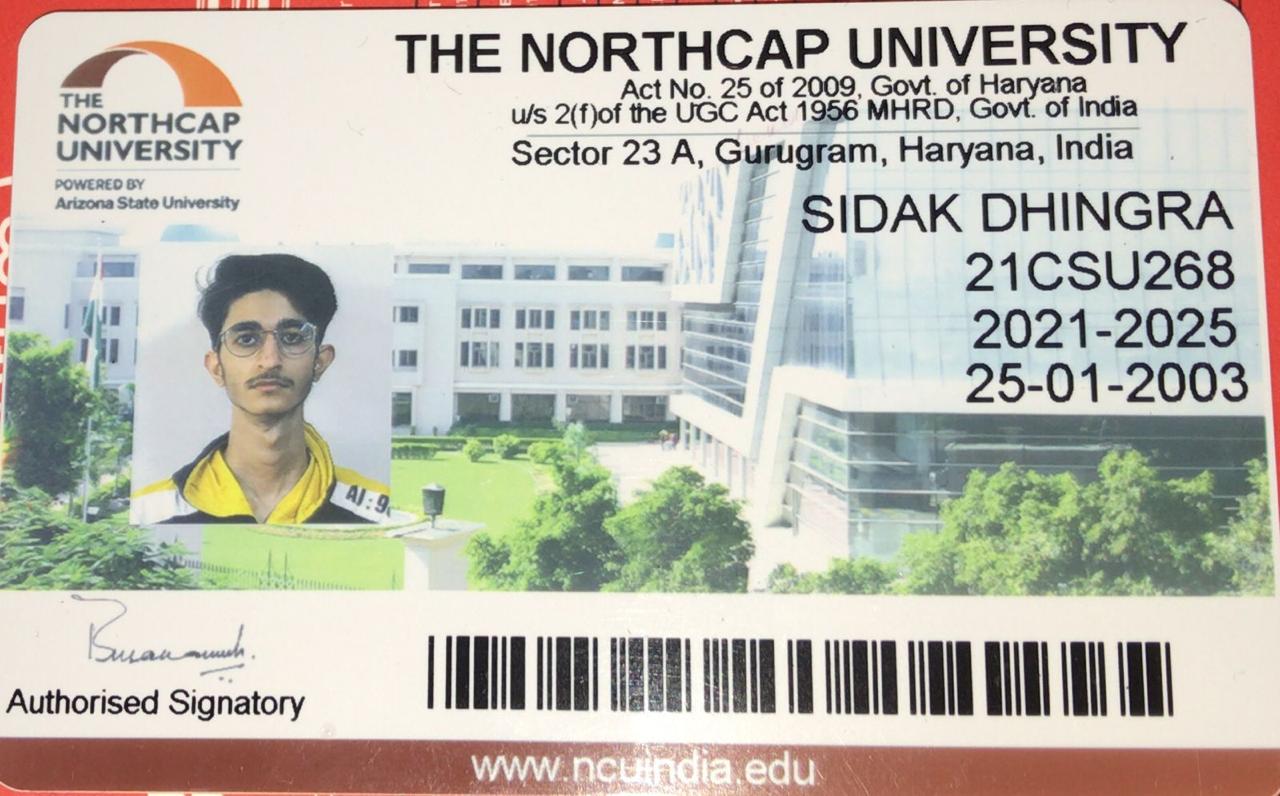 THE NORTHCAP UNIVERSITY
Act No. 25 of 2009, Govt. of Haryana
u/s 2(f)of the UGC Act 1956 MHRD, Govt. of India
Sector 23 A, Gurugram, Haryana, India
THE
NORTHCAP
UNIVERSITY
POWERED BY
Arizona State University
SIDAK DHINGRA
21CSU268
2021-2025
25-01-2003
AI:9
Authorised Signatory
www.ncuindia.edu